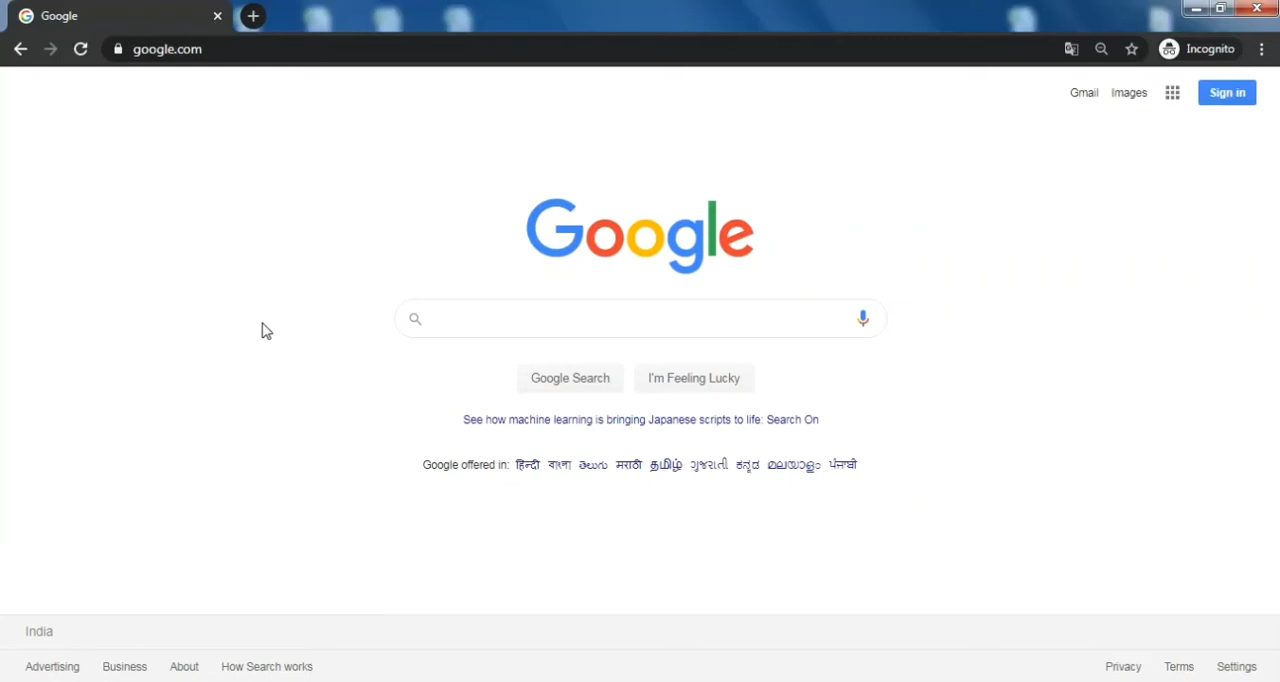 Google
google.com
Incognito
Gmail Images Sign in
Google
Google Search I'm Feeling Lucky
See how machine learning is bringing Japanese scripts to life: Search On
Google offered in: हिन्दी বাংলা తెలుగు मराठी தமிழ் ગુજરાતી ಕನ್ನಡ മലയാളം ਪੰਜਾਬੀ
India
Advertising Business About How Search works Privacy Terms Settings